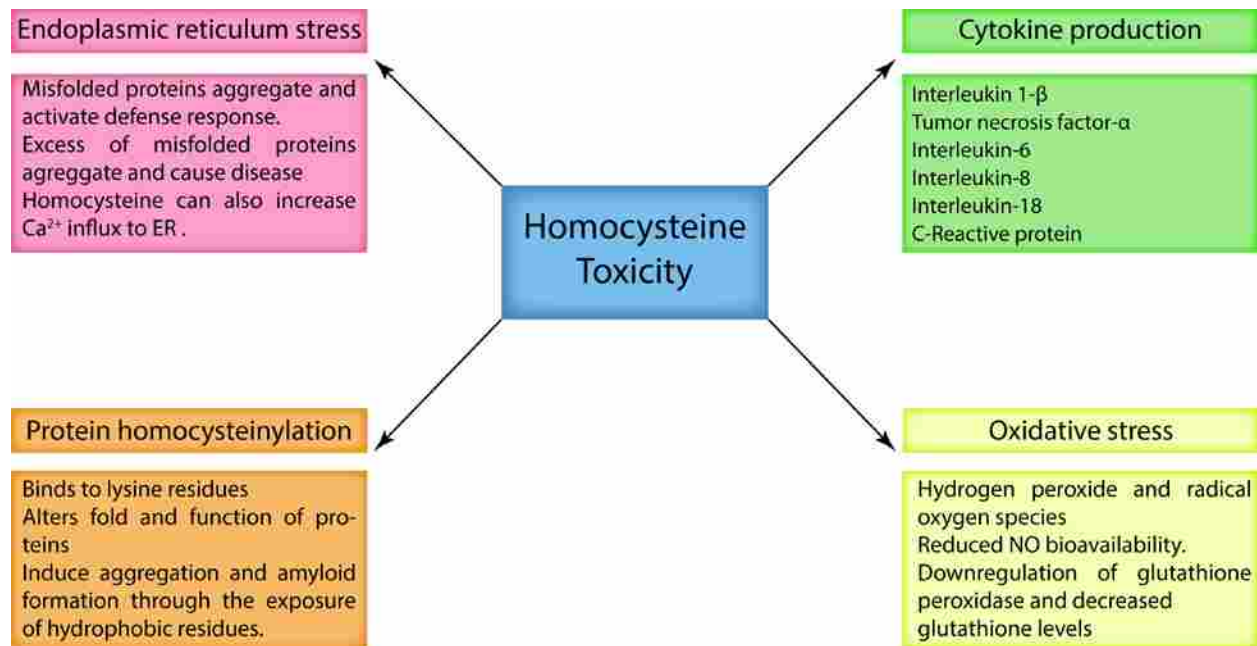 Endoplasmic reticulum stress
Misfolded proteins aggregate and
activate defense response.
Excess of misfolded proteins
agreggate and cause disease
Homocysteine can also increase
Ca²⁺ influx to ER .
Cytokine production
Interleukin 1-β
Tumor necrosis factor-α
Interleukin-6
Interleukin-8
Interleukin-18
C-Reactive protein
Homocysteine
Toxicity
Protein homocysteinylation
Binds to lysine residues
Alters fold and function of pro-
teins
Induce aggregation and amyloid
formation through the exposure
of hydrophobic residues.
Oxidative stress
Hydrogen peroxide and radical
oxygen species
Reduced NO bioavailability.
Downregulation of glutathione
peroxidase and decreased
glutathione levels